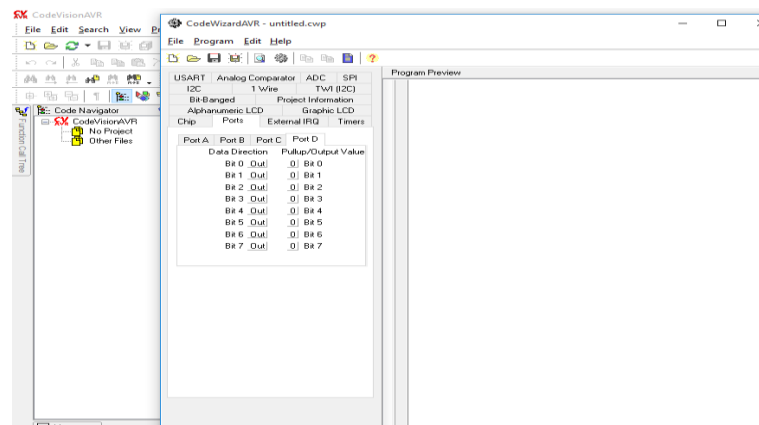 CodeVisionAVR
File Edit Search View Pr
CodeWizardAVR - untitled.cwp
File Program Edit Help
Code Navigator
CodeVisionAVR
No Project
Other Files
Function Call Tree
USART Analog Comparator ADC SPI
I2C 1 Wire TWI (I2C)
Bit-Banged Project Information
Alphanumeric LCD Graphic LCD
Chip Ports External IRQ Timers
Port A Port B Port C Port D
Data Direction Pullup/Output Value
Bit 0 Out 0 Bit 0
Bit 1 Out 0 Bit 1
Bit 2 Out 0 Bit 2
Bit 3 Out 0 Bit 3
Bit 4 Out 0 Bit 4
Bit 5 Out 0 Bit 5
Bit 6 Out 0 Bit 6
Bit 7 Out 0 Bit 7
Program Preview